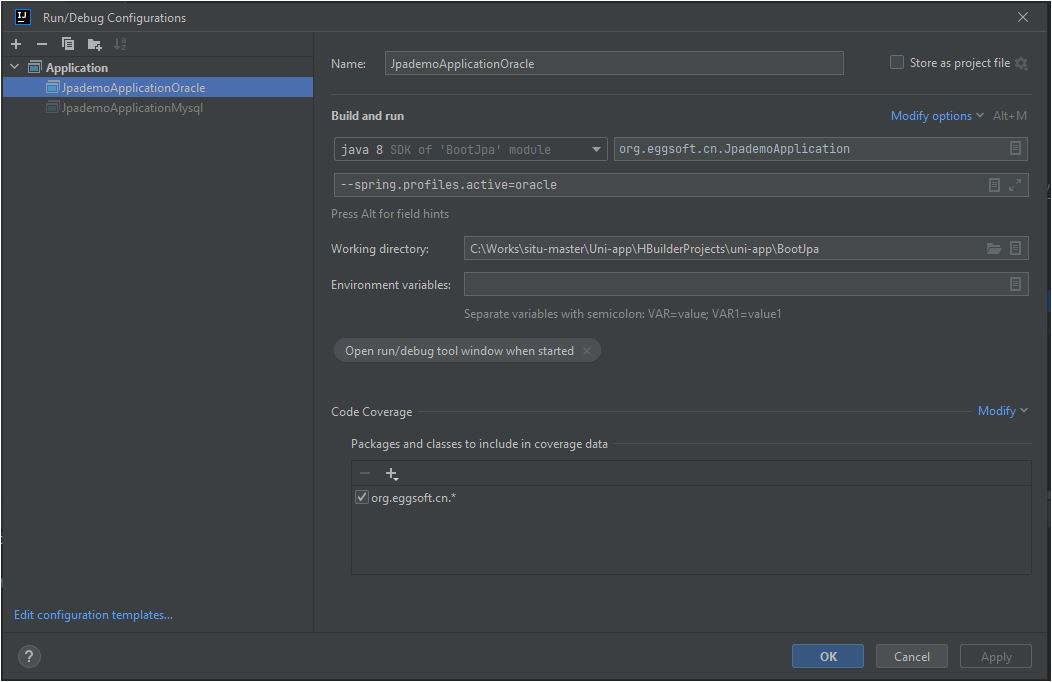 Run/Debug Configurations
Application
JpademoApplicationOracle
JpademoApplicationMysql
Name: JpademoApplicationOracle
Store as project file
Build and run
Modify options Alt+M
java 8 SDK of 'BootJpa' module
org.eggsoft.cn.JpademoApplication
--spring.profiles.active=oracle
Press Alt for field hints
Working directory: C:\Works\situ-master\Uni-app\HBuilderProjects\uni-app\BootJpa
Environment variables:
Separate variables with semicolon: VAR=value; VAR1=value1
Open run/debug tool window when started
Code Coverage
Modify
Packages and classes to include in coverage data
org.eggsoft.cn.*
Edit configuration templates...
?
OK
Cancel
Apply